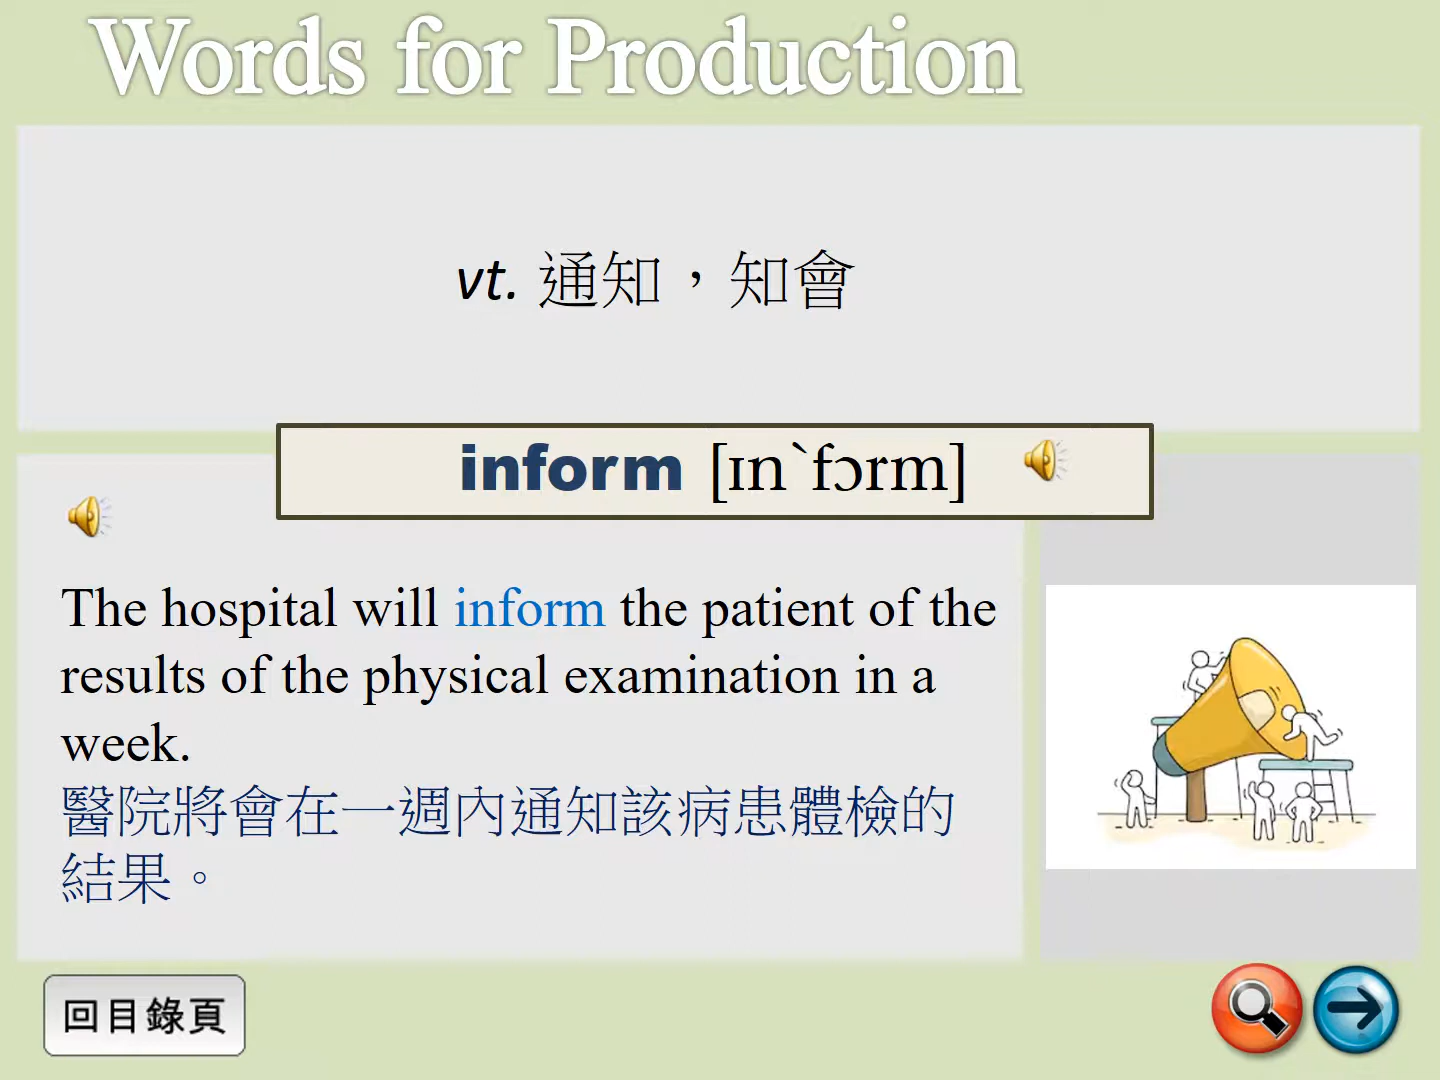 Words for Production
vt. 通知，知會
inform [ɪn`fɔrm]
The hospital will inform the patient of the
results of the physical examination in a
week.
醫院將會在一週內通知該病患體檢的
結果。
回目錄頁